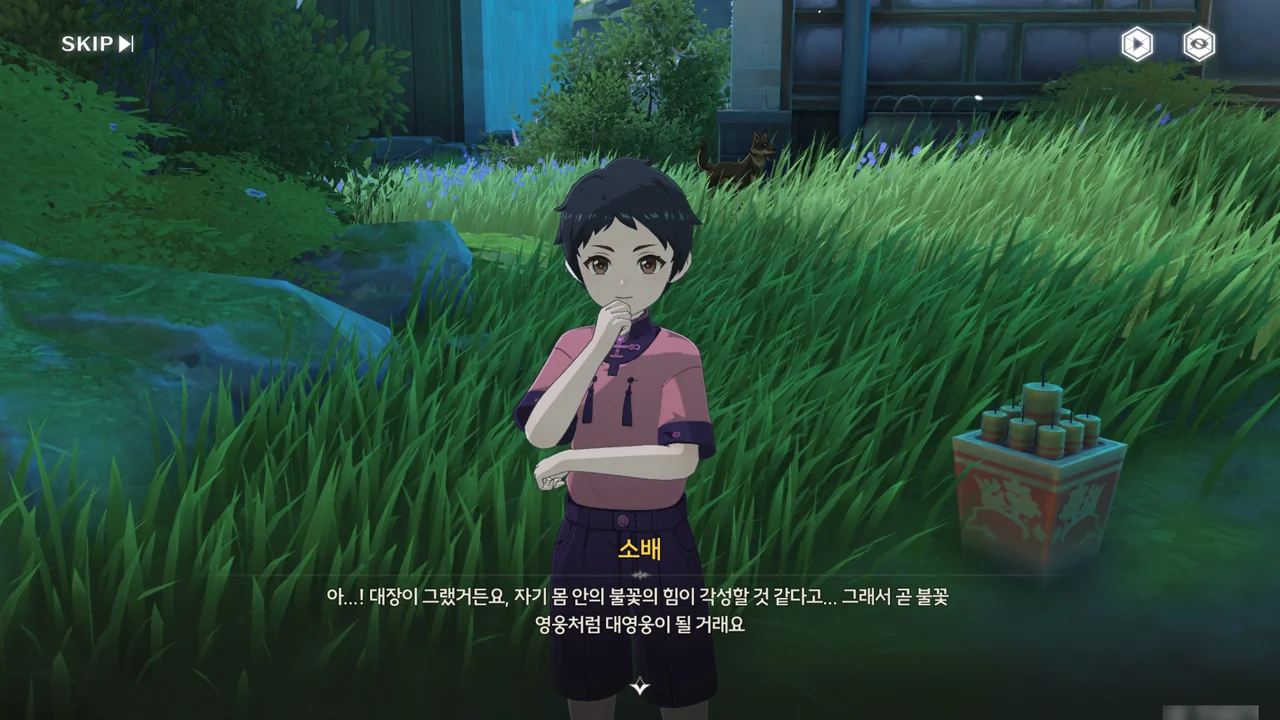 SKIP
소배
아...! 대장이 그랬거든요, 자기 몸 안의 불꽃의 힘이 각성할 것 같다고... 그래서 곧 불꽃
영웅처럼 대영웅이 될 거래요